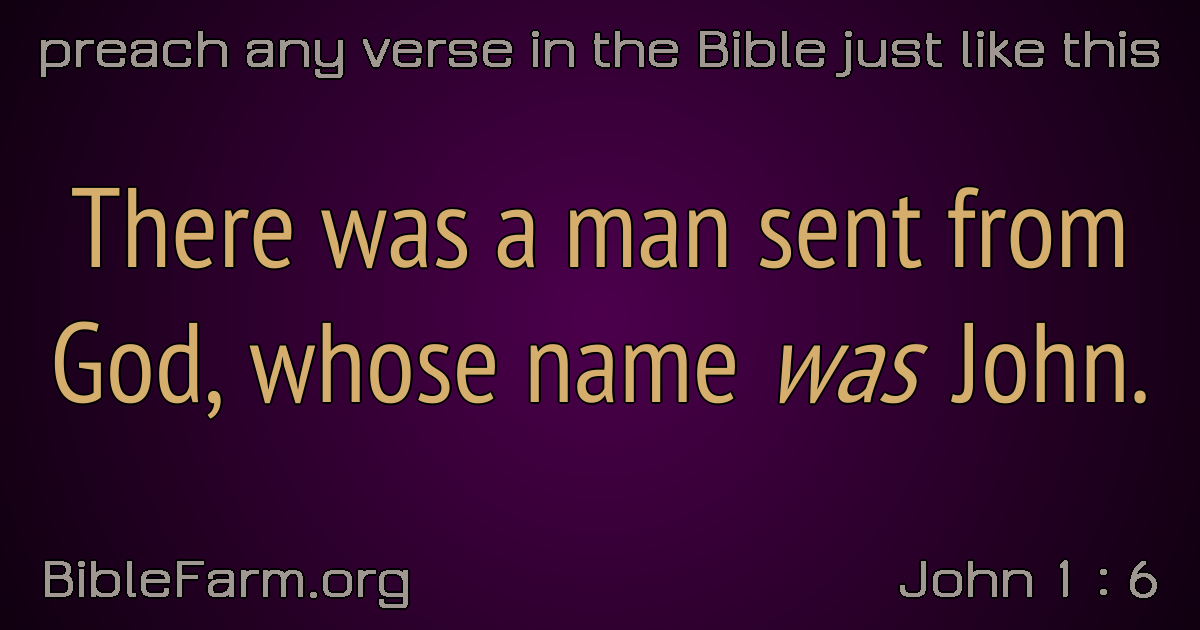 preach any verse in the Bible just like this
There was a man sent from
God, whose name was John.
BibleFarm.org
John 1 : 6